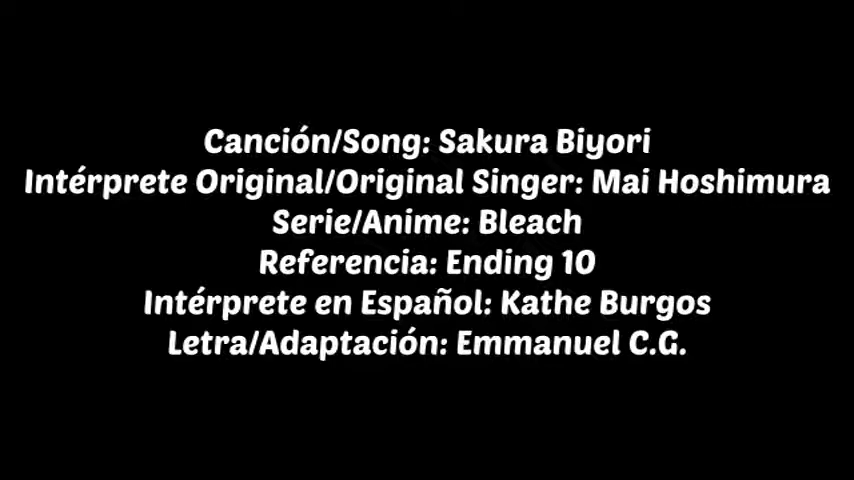 Canción/Song: Sakura Biyori
Intérprete Original/Original Singer: Mai Hoshimura
Serie/Anime: Bleach
Referencia: Ending 10
Intérprete en Español: Kathe Burgos
Letra/Adaptación: Emmanuel C.G.